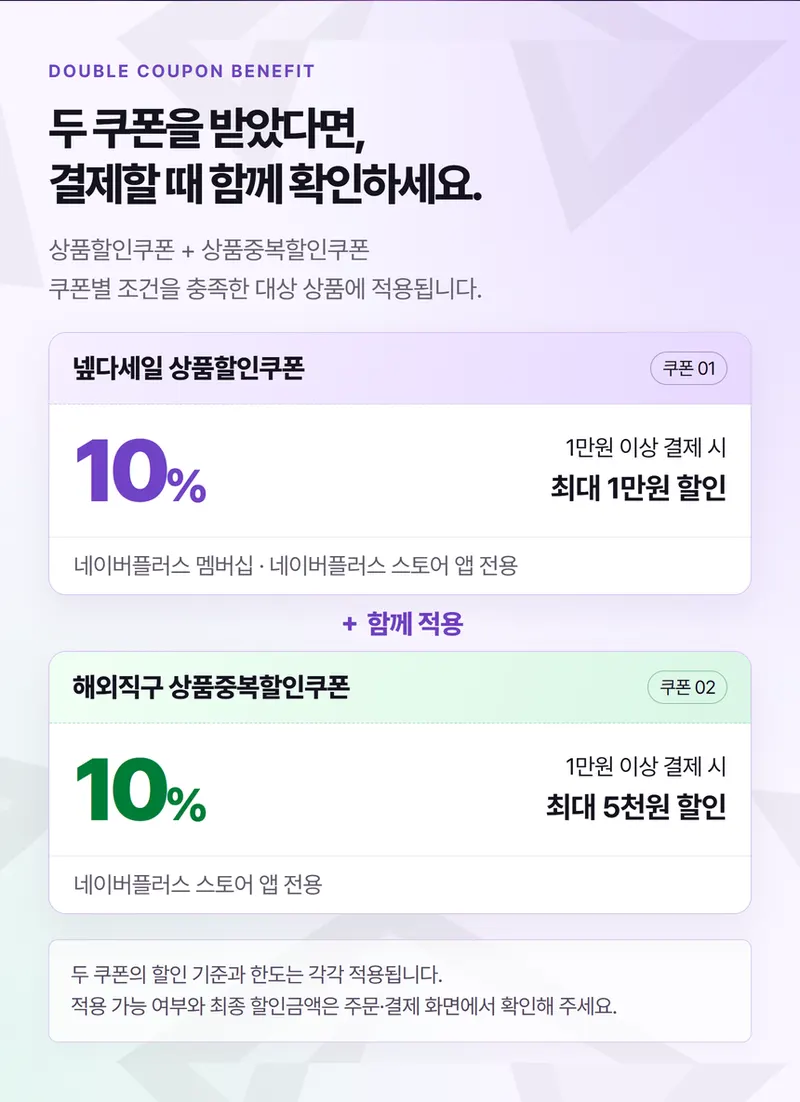 DOUBLE COUPON BENEFIT
두 쿠폰을 받았다면,
결제할 때 함께 확인하세요.
상품할인쿠폰 + 상품중복할인쿠폰
쿠폰별 조건을 충족한 대상 상품에 적용됩니다.
넾다세일 상품할인쿠폰
쿠폰 01
10%
1만원 이상 결제 시
최대 1만원 할인
네이버플러스 멤버십 · 네이버플러스 스토어 앱 전용
+ 함께 적용
해외직구 상품중복할인쿠폰
쿠폰 02
10%
1만원 이상 결제 시
최대 5천원 할인
네이버플러스 스토어 앱 전용
두 쿠폰의 할인 기준과 한도는 각각 적용됩니다.
적용 가능 여부와 최종 할인금액은 주문·결제 화면에서 확인해 주세요.